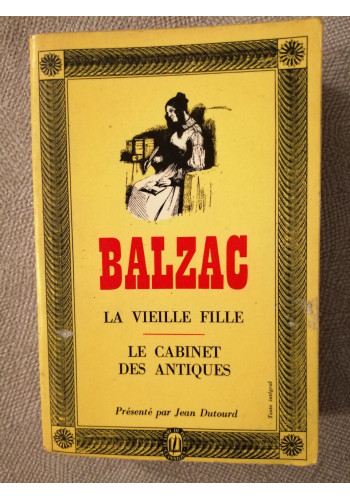 BALZAC
LA VIEILLE FILLE
LE CABINET
DES ANTIQUES
Présenté par Jean Dutourd
Texte intégral